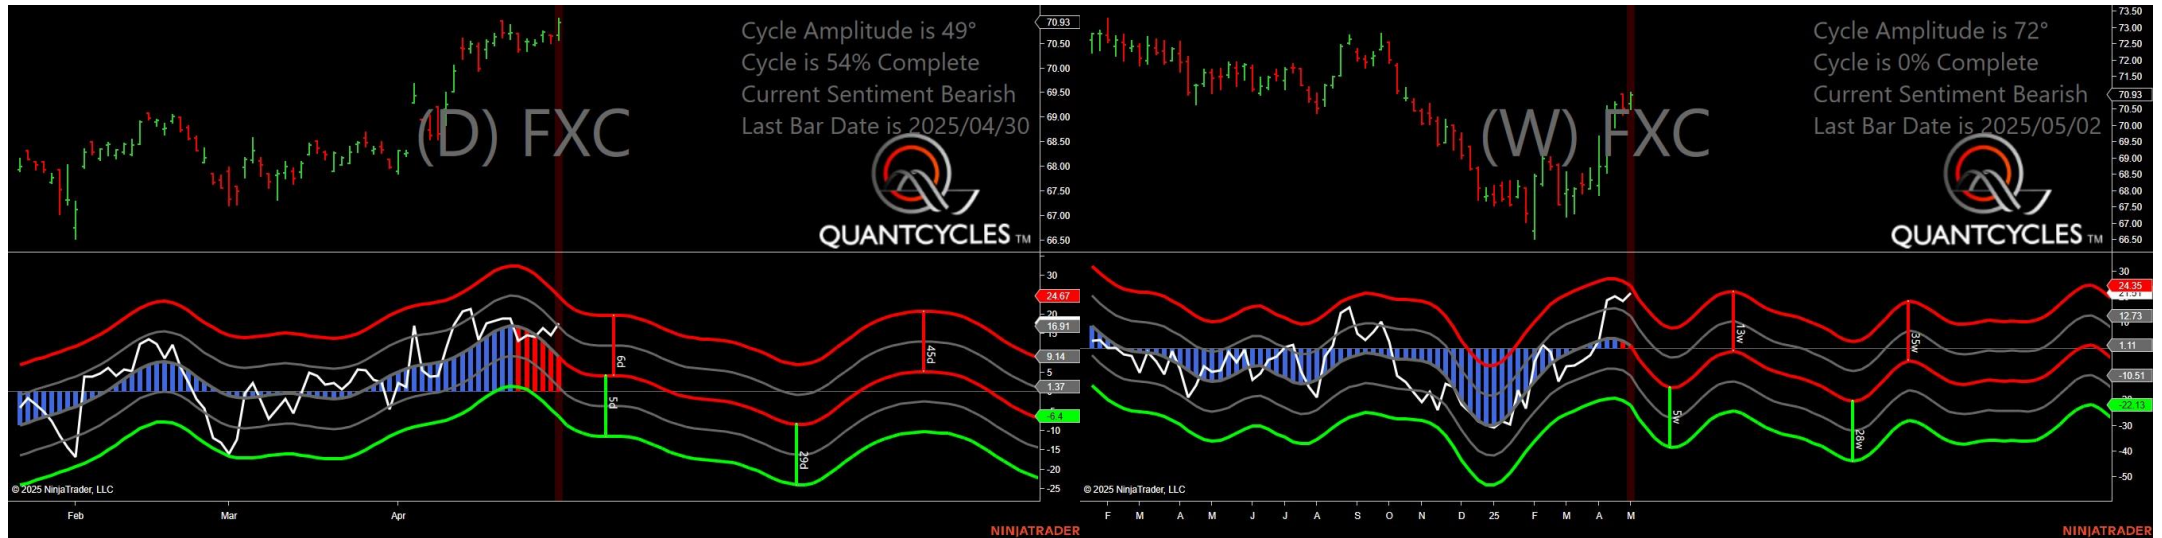 Cycle Amplitude is 49°
Cycle is 54% Complete
Current Sentiment Bearish
Last Bar Date is 2025/04/30
(D) FXC
QUANTCYCLES TM
70.93
70.50
70.00
69.50
69.00
68.50
68.00
67.50
67.00
66.50
30
24.67
20
16.91
9.14
5
1.37
-6.4
-10
-15
-20
-25
6d
5d
29d
45d
© 2025 NinjaTrader, LLC
Feb Mar Apr
NINJATRADER
Cycle Amplitude is 72°
Cycle is 0% Complete
Current Sentiment Bearish
Last Bar Date is 2025/05/02
(W) FXC
QUANTCYCLES TM
73.50
73.00
72.50
72.00
71.50
70.93
70.50
70.00
69.50
69.00
68.50
68.00
67.50
67.00
66.50
30
24.35
12.73
1.11
-10.51
-22.13
-30
-40
-50
13w
5w
28w
35w
© 2025 NinjaTrader, LLC
F M A M J J A S O N D 25 F M A M
NINJATRADER